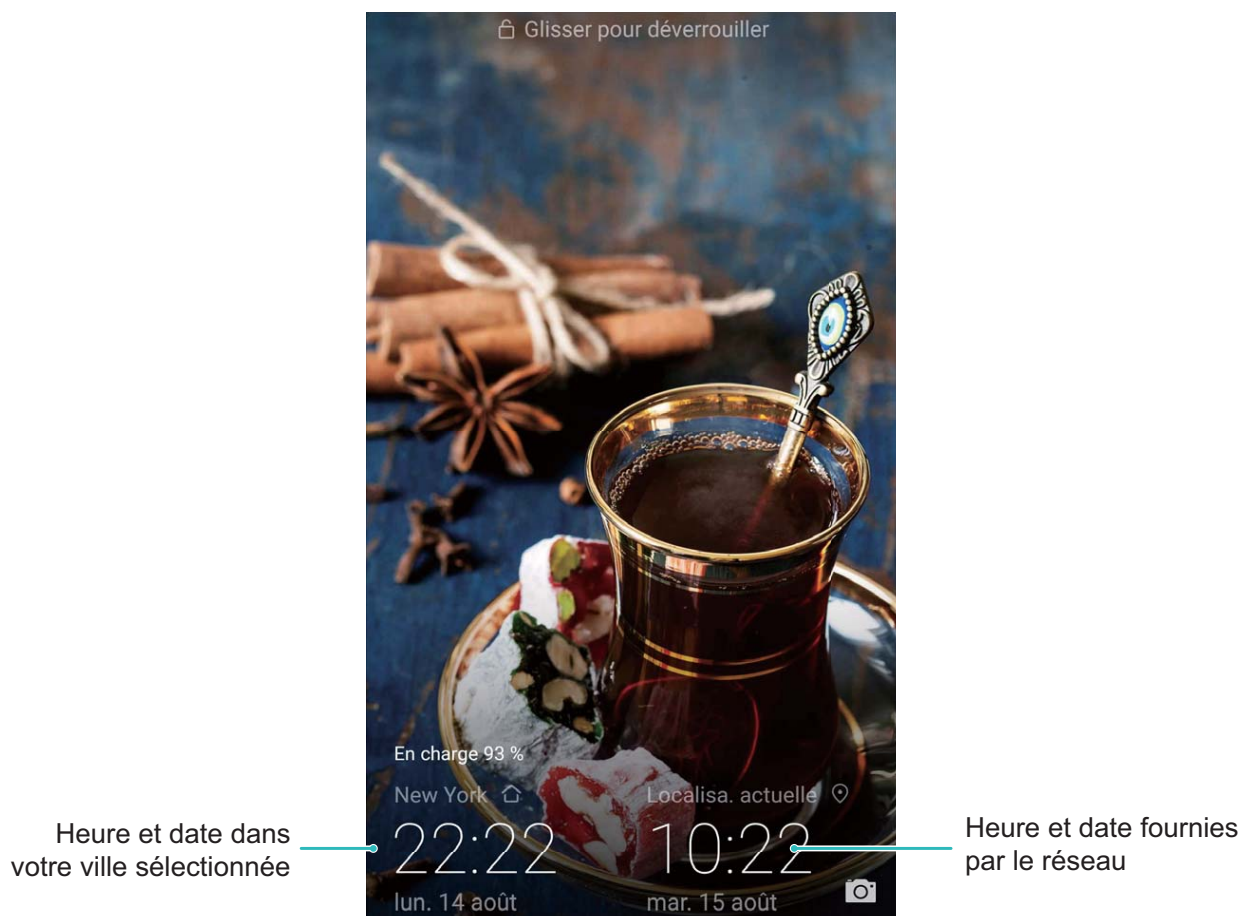 Glisser pour déverrouiller
En charge 93 %
New York
Localisa. actuelle
22:22
10:22
lun. 14 août
mar. 15 août
Heure et date dans
votre ville sélectionnée
Heure et date fournies
par le réseau